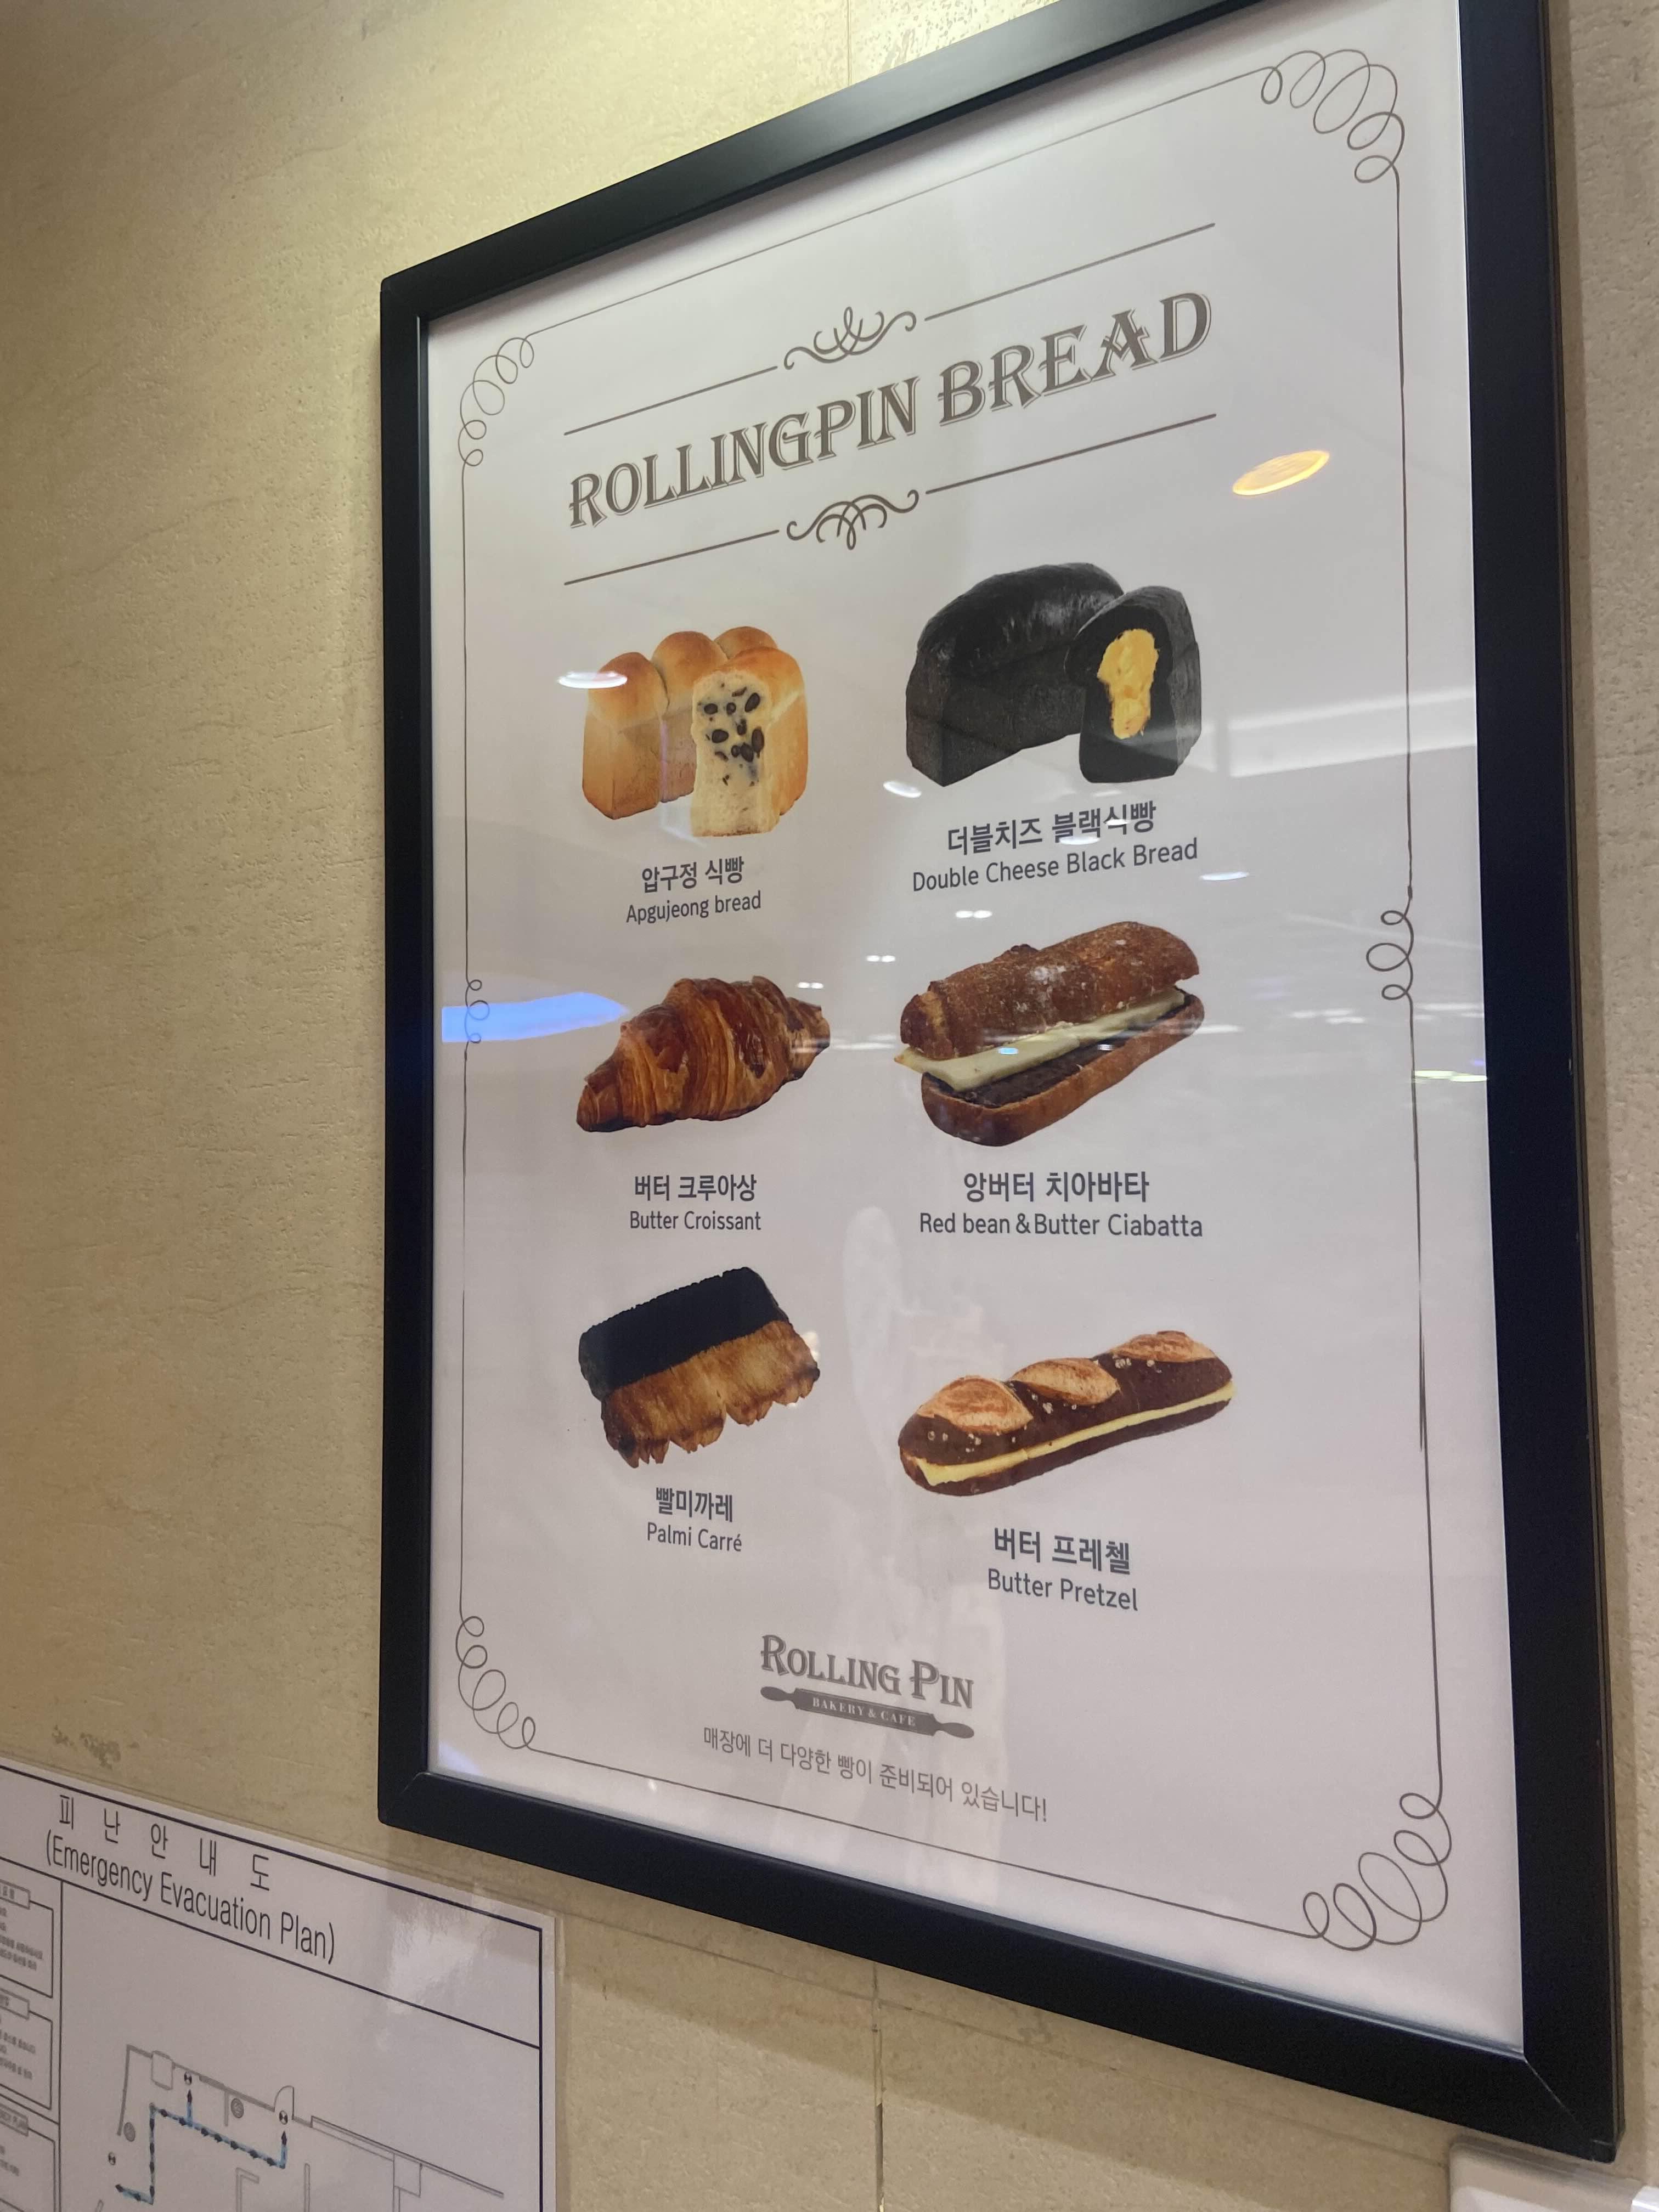 ROLLINGPIN BREAD
압구정 식빵
Apgujeong bread
더블치즈 블랙식빵
Double Cheese Black Bread
버터 크루아상
Butter Croissant
앙버터 치아바타
Red bean & Butter Ciabatta
빨미까레
Palmi Carré
버터 프레첼
Butter Pretzel
ROLLING PIN
BAKERY & CAFE
매장에 더 다양한 빵이 준비되어 있습니다!
피 난 안 내 도
(Emergency Evacuation Plan)